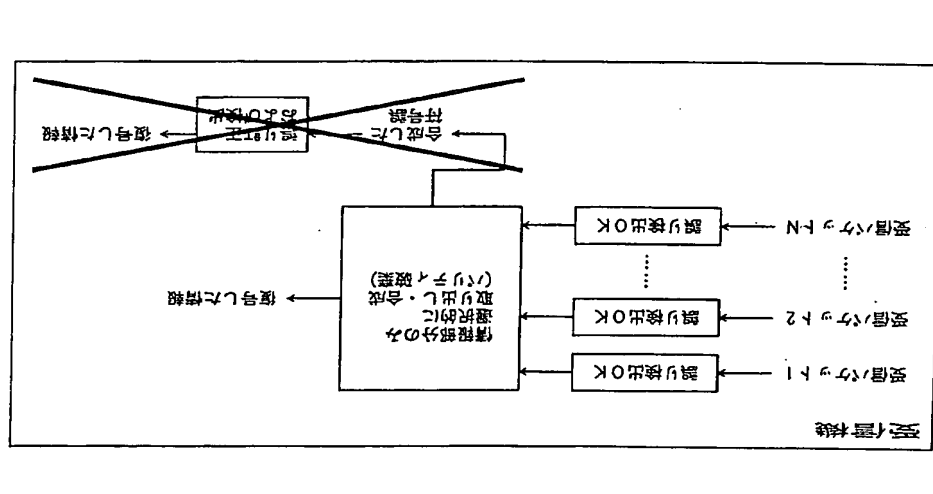 受信機
受信パケット1
誤り検出OK
受信パケット2
誤り検出OK
……
……
受信パケットN
誤り検出OK
情報部分のみ
選択的に
取り出し・合成
(パリティ破棄)
復号した情報
合成した
符号語
誤り訂正
および検出
復号した情報